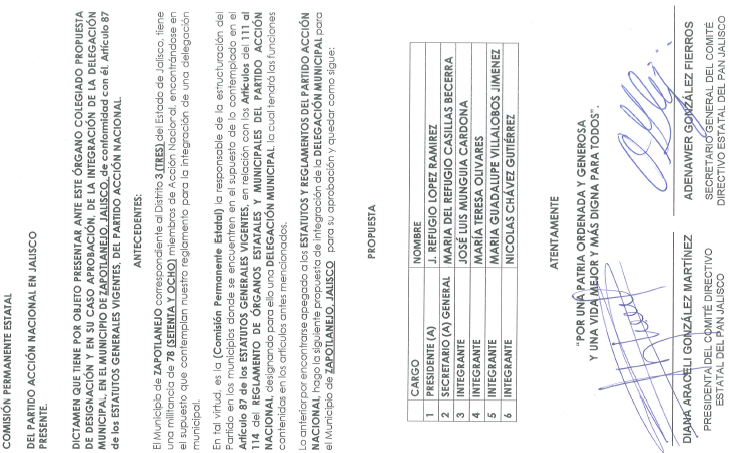 COMISIÓN PERMANENTE ESTATAL
DEL PARTIDO ACCIÓN NACIONAL EN JALISCO
PRESENTE.
DICTAMEN QUE TIENE POR OBJETO PRESENTAR ANTE ESTE ÓRGANO COLEGIADO PROPUESTA
DE DESIGNACIÓN Y EN SU CASO APROBACIÓN, DE LA INTEGRACIÓN DE LA DELEGACIÓN
MUNICIPAL, EN EL MUNICIPIO DE ZAPOTLANEJO, JALISCO, de conformidad con él. Artículo 87
de los ESTATUTOS GENERALES VIGENTES, DEL PARTIDO ACCIÓN NACIONAL.
ANTECEDENTES:
El Municipio de ZAPOTLANEJO correspondiente al Distrito 3 (TRES) del Estado de Jalisco, tiene
una militancia de 78 (SETENTA Y OCHO) miembros de Acción Nacional, encontrándose en
el supuesto que contemplan nuestro reglamento para la integración de una delegación
municipal.
En tal virtud, es la (Comisión Permanente Estatal) la responsable de la estructuración del
Partido en los municipios donde se encuentren en el supuesto de lo contemplado en el
Artículo 87 de los ESTATUTOS GENERALES VIGENTES, en relación con los Artículos del 111 al
114 del REGLAMENTO DE ÓRGANOS ESTATALES Y MUNICIPALES DEL PARTIDO ACCIÓN
NACIONAL, designando para ello una DELEGACIÓN MUNICIPAL, la cual tendrá las funciones
contenidas en los artículos antes mencionados.
Lo anterior por encontrarse apegado a los ESTATUTOS Y REGLAMENTOS DEL PARTIDO ACCIÓN
NACIONAL, hago la siguiente propuesta de integración de la DELEGACIÓN MUNICIPAL para
el Municipio de ZAPOTLANEJO, JALISCO para su aprobación y quedar como sigue:
PROPUESTA
CARGO NOMBRE
1 PRESIDENTE (A) J. REFUGIO LOPEZ RAMIREZ
2 SECRETARIO (A) GENERAL MARIA DEL REFUGIO CASILLAS BECERRA
3 INTEGRANTE JOSÉ LUIS MUNGUIA CARDONA
4 INTEGRANTE MARÍA TERESA OLIVARES
5 INTEGRANTE MARIA GUADALUPE VILLALOBOS JIMÉNEZ
6 INTEGRANTE NICOLAS CHÁVEZ GUTIÉRREZ
ATENTAMENTE
"POR UNA PATRIA ORDENADA Y GENEROSA
Y UNA VIDA MEJOR Y MÁS DIGNA PARA TODOS".
DIANA ARACELI GONZÁLEZ MARTÍNEZ
PRESIDENTA DEL COMITÉ DIRECTIVO
ESTATAL DEL PAN JALISCO
ADENAWER GONZÁLEZ FIERROS
SECRETARIO GENERAL DEL COMITÉ
DIRECTIVO ESTATAL DEL PAN JALISCO